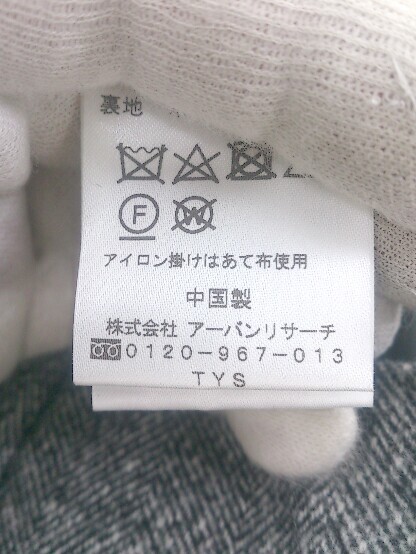 裏地
F
W
アイロン掛けはあて布使用
中国製
株式会社 アーバンリサーチ
0120-967-013
TYS